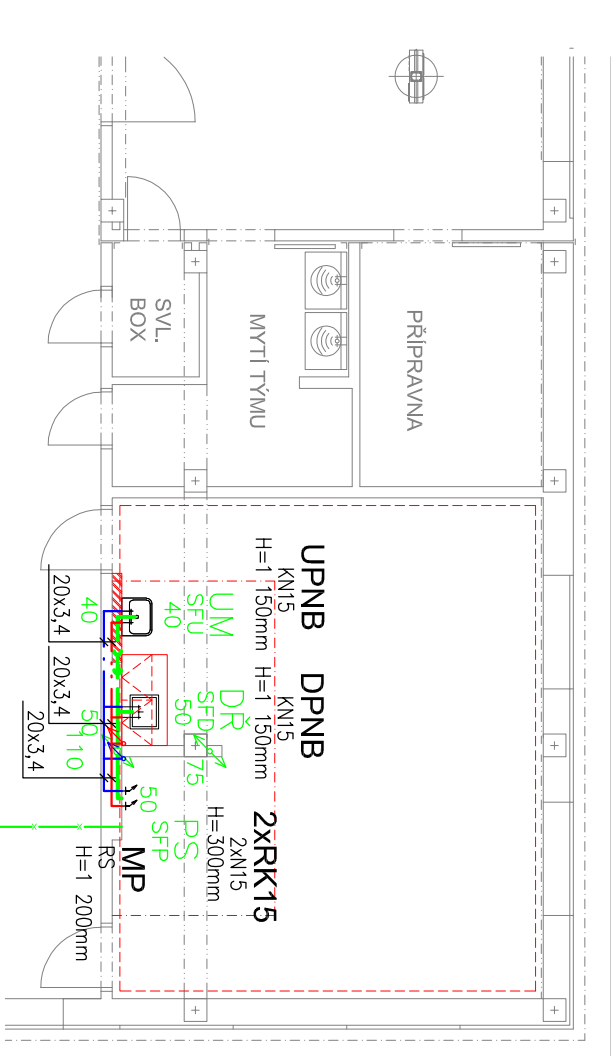 SVL.
BOX
MYTÍ TÝMU
PŘÍPRAVNA
UPNB
KN15
H=1 150mm
DPNB
KN15
H=1 150mm
2xRK15
2xN15
H=300mm
UM
SFU
40
DŘ
SFD
50
75
PS
SFP
50
MP
RS
H=1 200mm
40
50
110
20x3,4
20x3,4
20x3,4